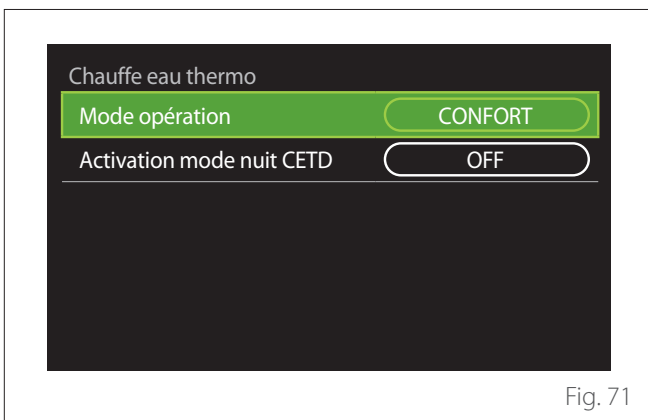 Chauffe eau thermo
Mode opération CONFORT
Activation mode nuit CETD OFF
Fig. 71